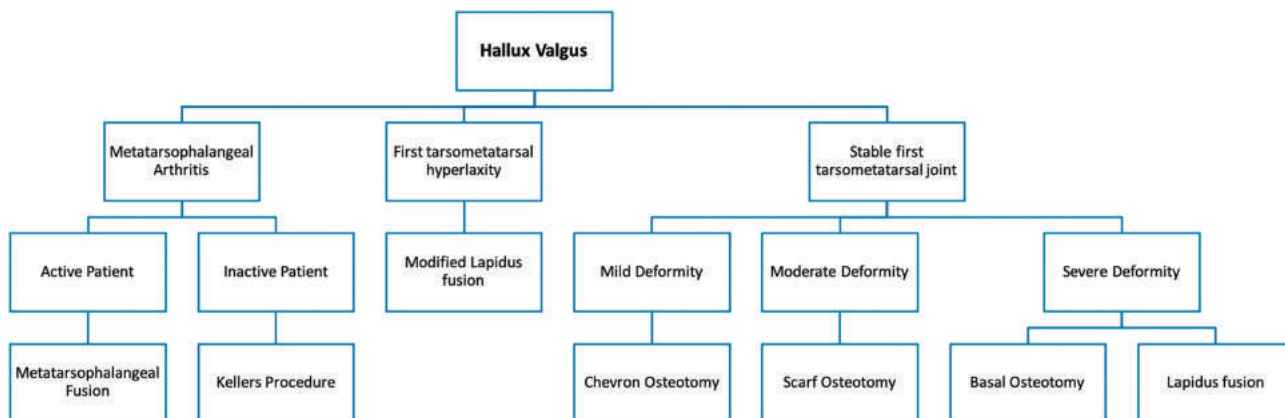 Hallux Valgus
Metatarsophalangeal
Arthritis
First tarsometatarsal
hyperlaxity
Stable first
tarsometatarsal joint
Active Patient
Inactive Patient
Modified Lapidus
fusion
Mild Deformity
Moderate Deformity
Severe Deformity
Metatarsophalangeal
Fusion
Kellers Procedure
Chevron Osteotomy
Scarf Osteotomy
Basal Osteotomy
Lapidus fusion